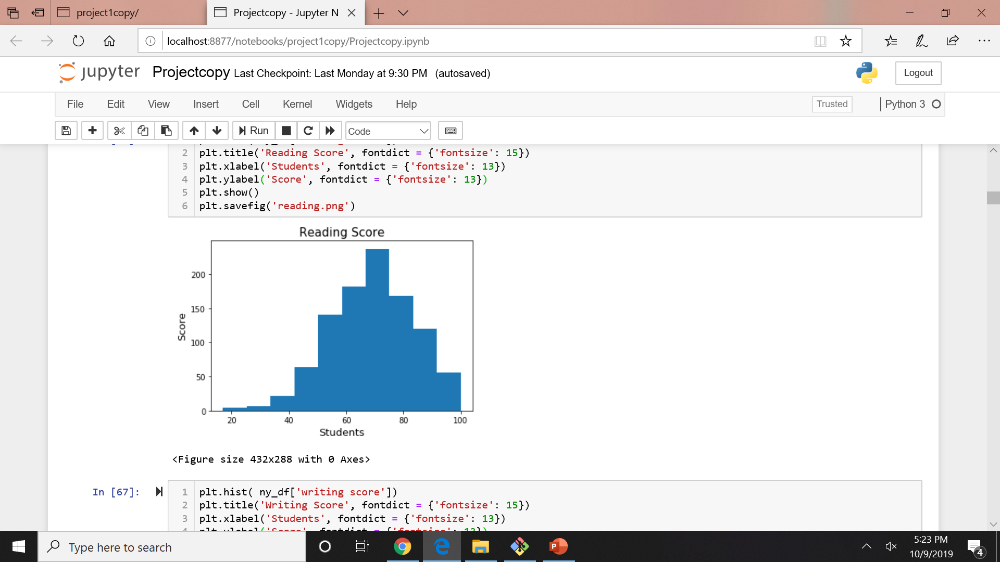 project1copy/
Projectcopy - Jupyter N
localhost:8877/notebooks/project1copy/Projectcopy.ipynb
jupyter Projectcopy Last Checkpoint: Last Monday at 9:30 PM (autosaved)
Logout
File Edit View Insert Cell Kernel Widgets Help
Trusted
Python 3
Run
Code
2 plt.title('Reading Score', fontdict = {'fontsize': 15})
3 plt.xlabel('Students', fontdict = {'fontsize': 13})
4 plt.ylabel('Score', fontdict = {'fontsize': 13})
5 plt.show()
6 plt.savefig('reading.png')
Reading Score
200
150
100
50
0
Score
20 40 60 80 100
Students
<Figure size 432x288 with 0 Axes>
In [67]:
1 plt.hist( ny_df['writing score'])
2 plt.title('Writing Score', fontdict = {'fontsize': 15})
3 plt.xlabel('Students', fontdict = {'fontsize': 13})
Type here to search
P
5:23 PM
10/9/2019
4